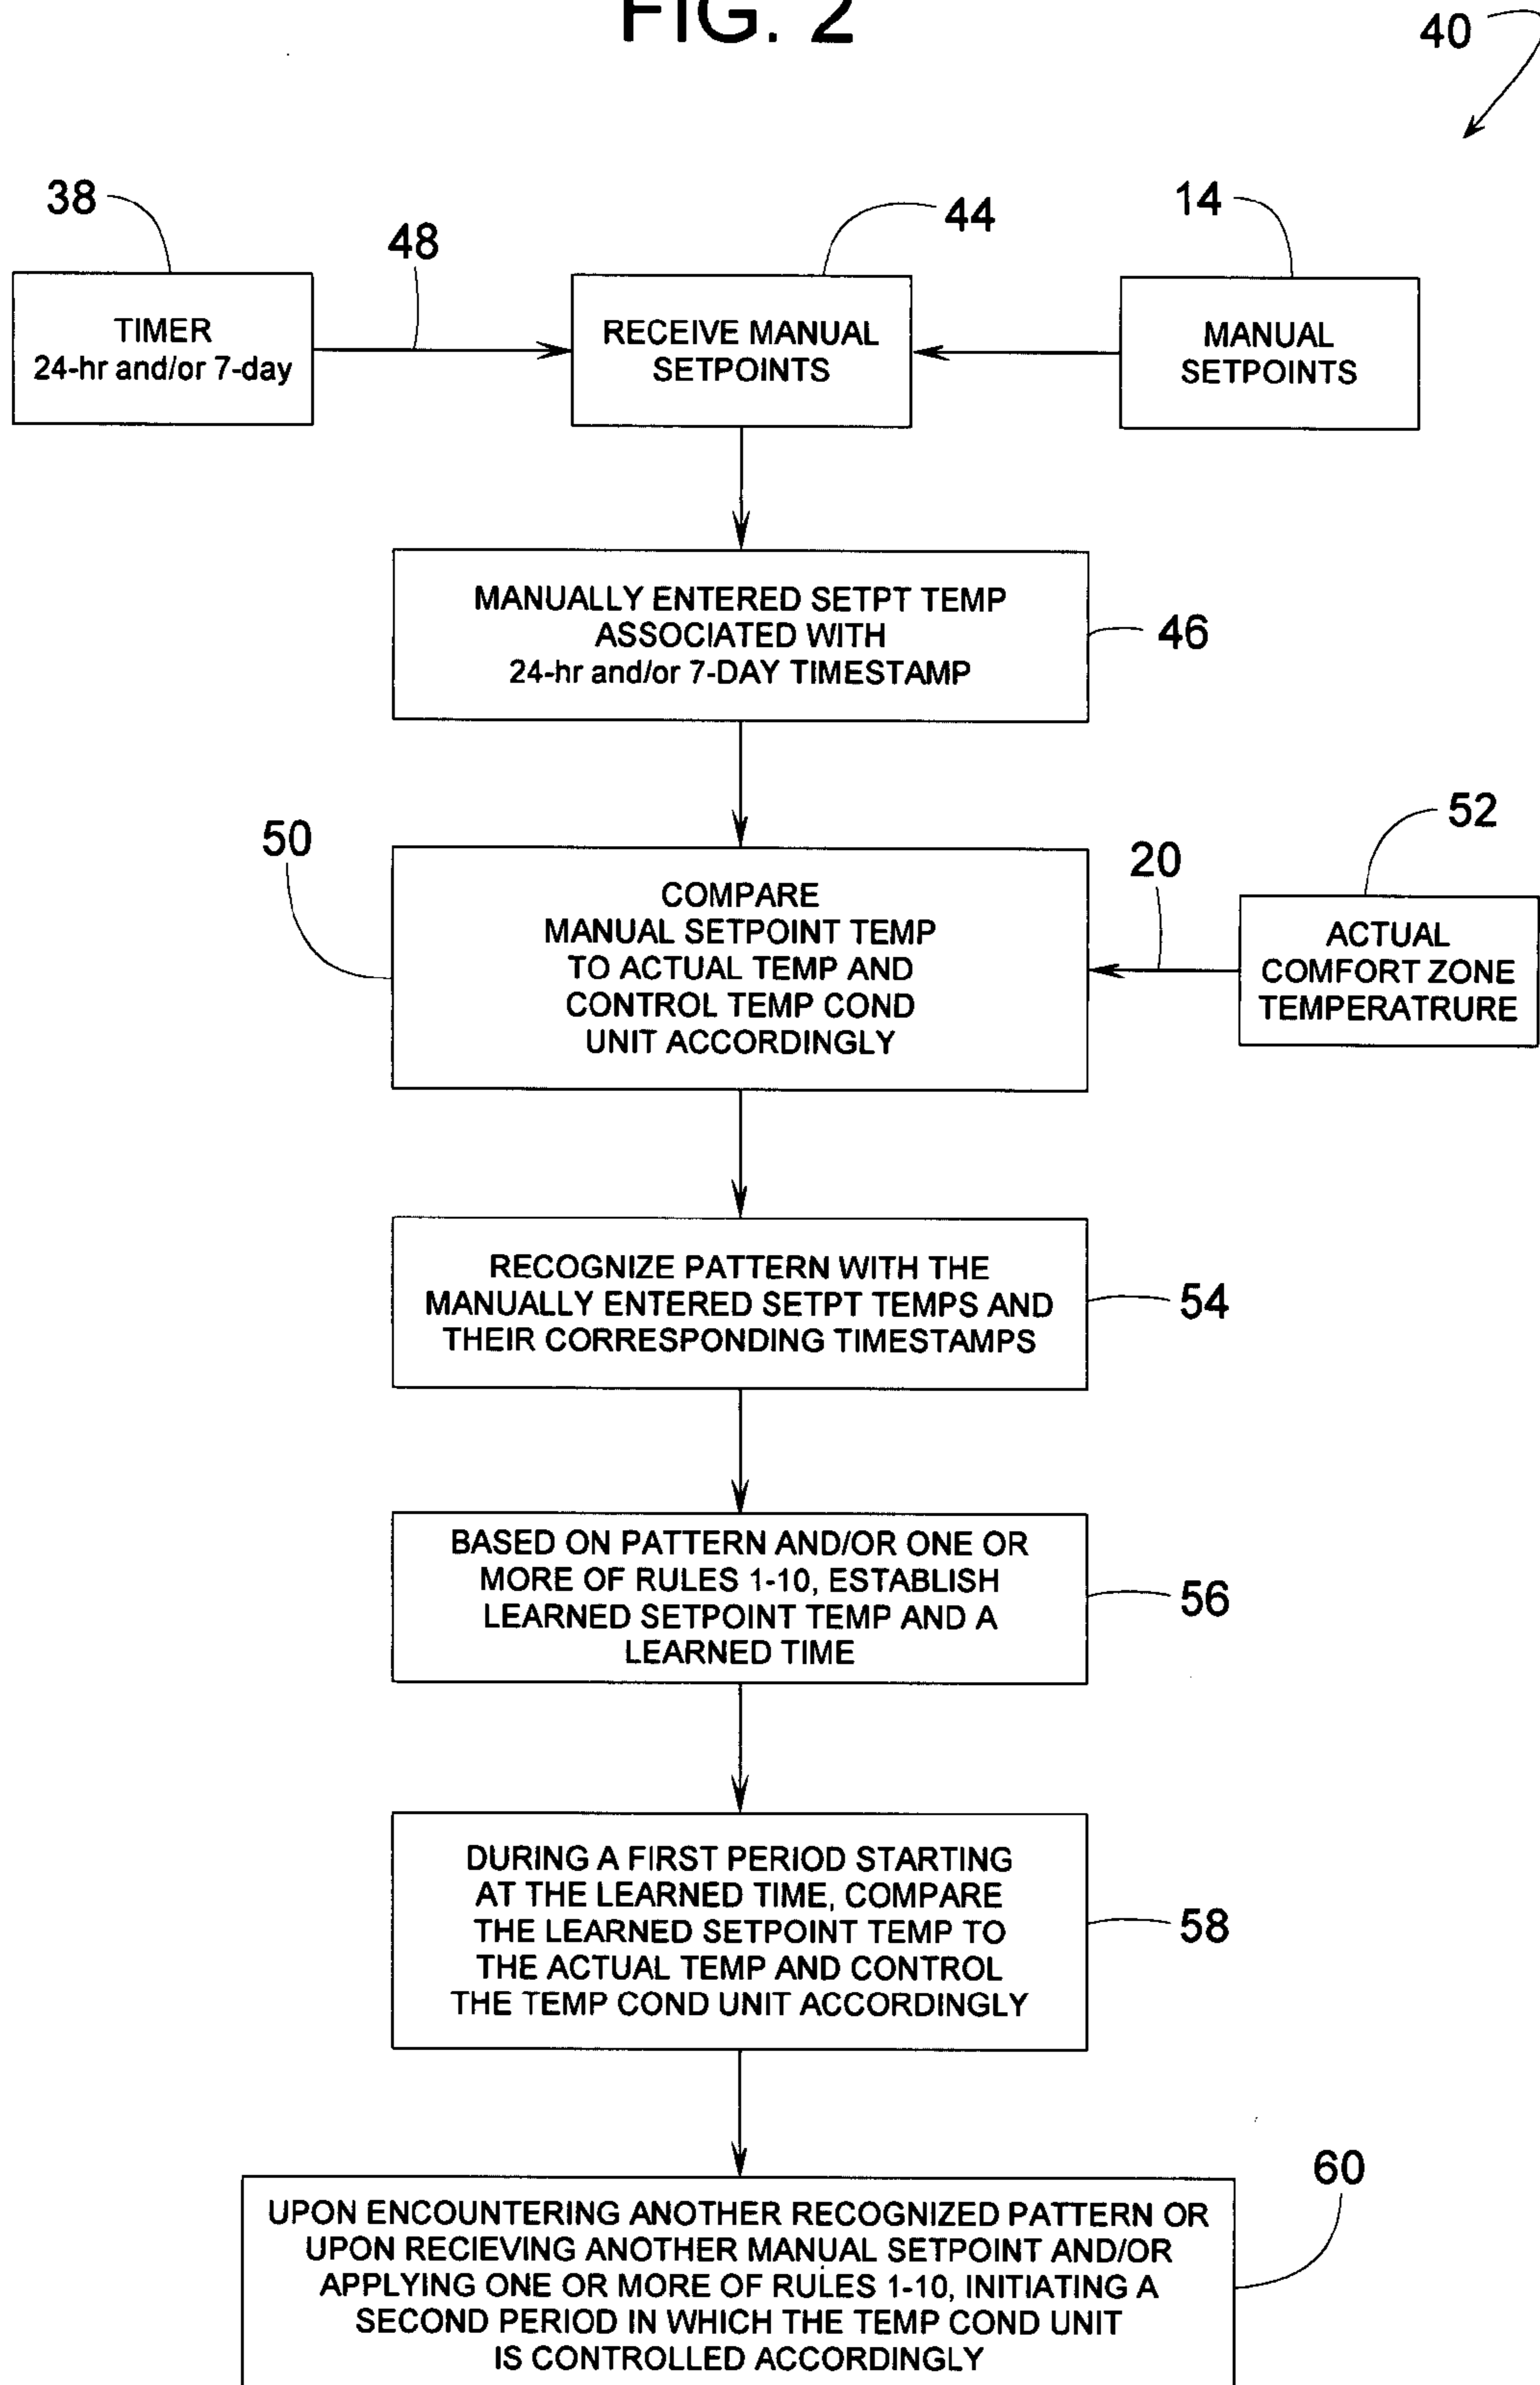 FIG. 2
40
38
48
44
14
TIMER
24-hr and/or 7-day
RECEIVE MANUAL
SETPOINTS
MANUAL
SETPOINTS
MANUALLY ENTERED SETPT TEMP
ASSOCIATED WITH
24-hr and/or 7-DAY TIMESTAMP
46
50
COMPARE
MANUAL SETPOINT TEMP
TO ACTUAL TEMP AND
CONTROL TEMP COND
UNIT ACCORDINGLY
20
52
ACTUAL
COMFORT ZONE
TEMPERATRURE
RECOGNIZE PATTERN WITH THE
MANUALLY ENTERED SETPT TEMPS AND
THEIR CORRESPONDING TIMESTAMPS
54
BASED ON PATTERN AND/OR ONE OR
MORE OF RULES 1-10, ESTABLISH
LEARNED SETPOINT TEMP AND A
LEARNED TIME
56
DURING A FIRST PERIOD STARTING
AT THE LEARNED TIME, COMPARE
THE LEARNED SETPOINT TEMP TO
THE ACTUAL TEMP AND CONTROL
THE TEMP COND UNIT ACCORDINGLY
58
60
UPON ENCOUNTERING ANOTHER RECOGNIZED PATTERN OR
UPON RECIEVING ANOTHER MANUAL SETPOINT AND/OR
APPLYING ONE OR MORE OF RULES 1-10, INITIATING A
SECOND PERIOD IN WHICH THE TEMP COND UNIT
IS CONTROLLED ACCORDINGLY